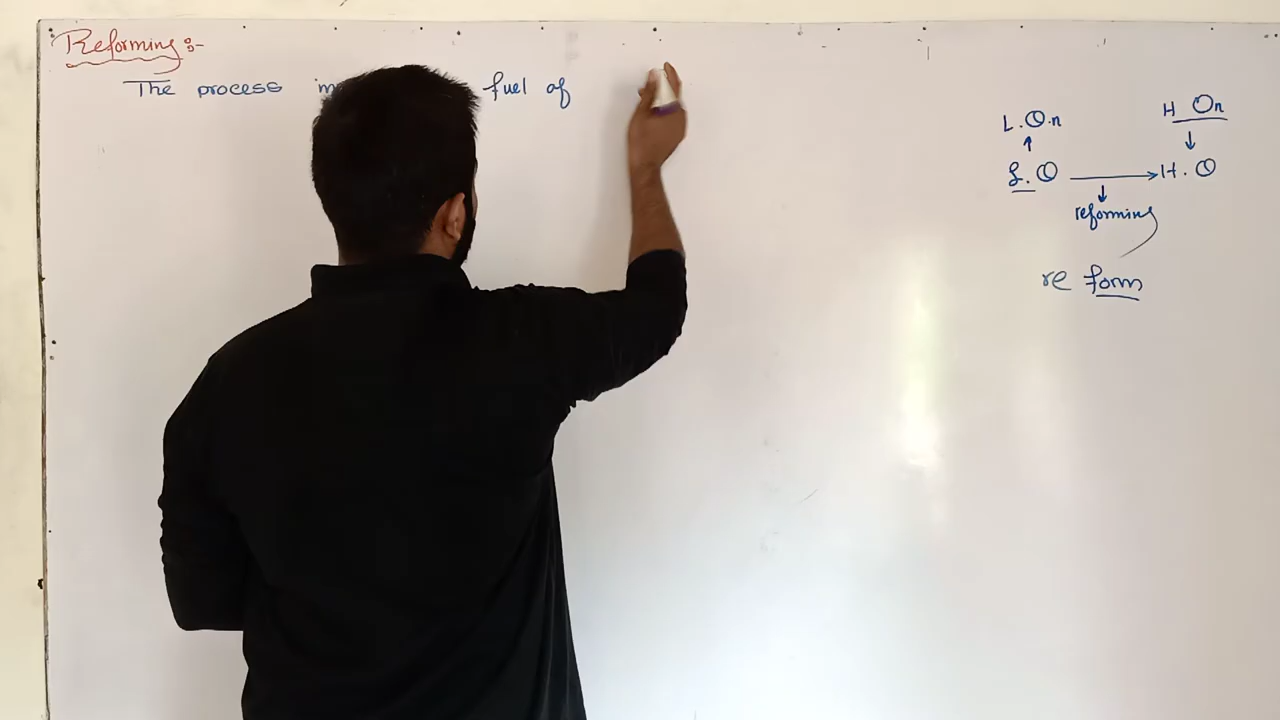 Reforming :-
The process fuel of
L.O.n H On
L.O → H.O
reforming
re form